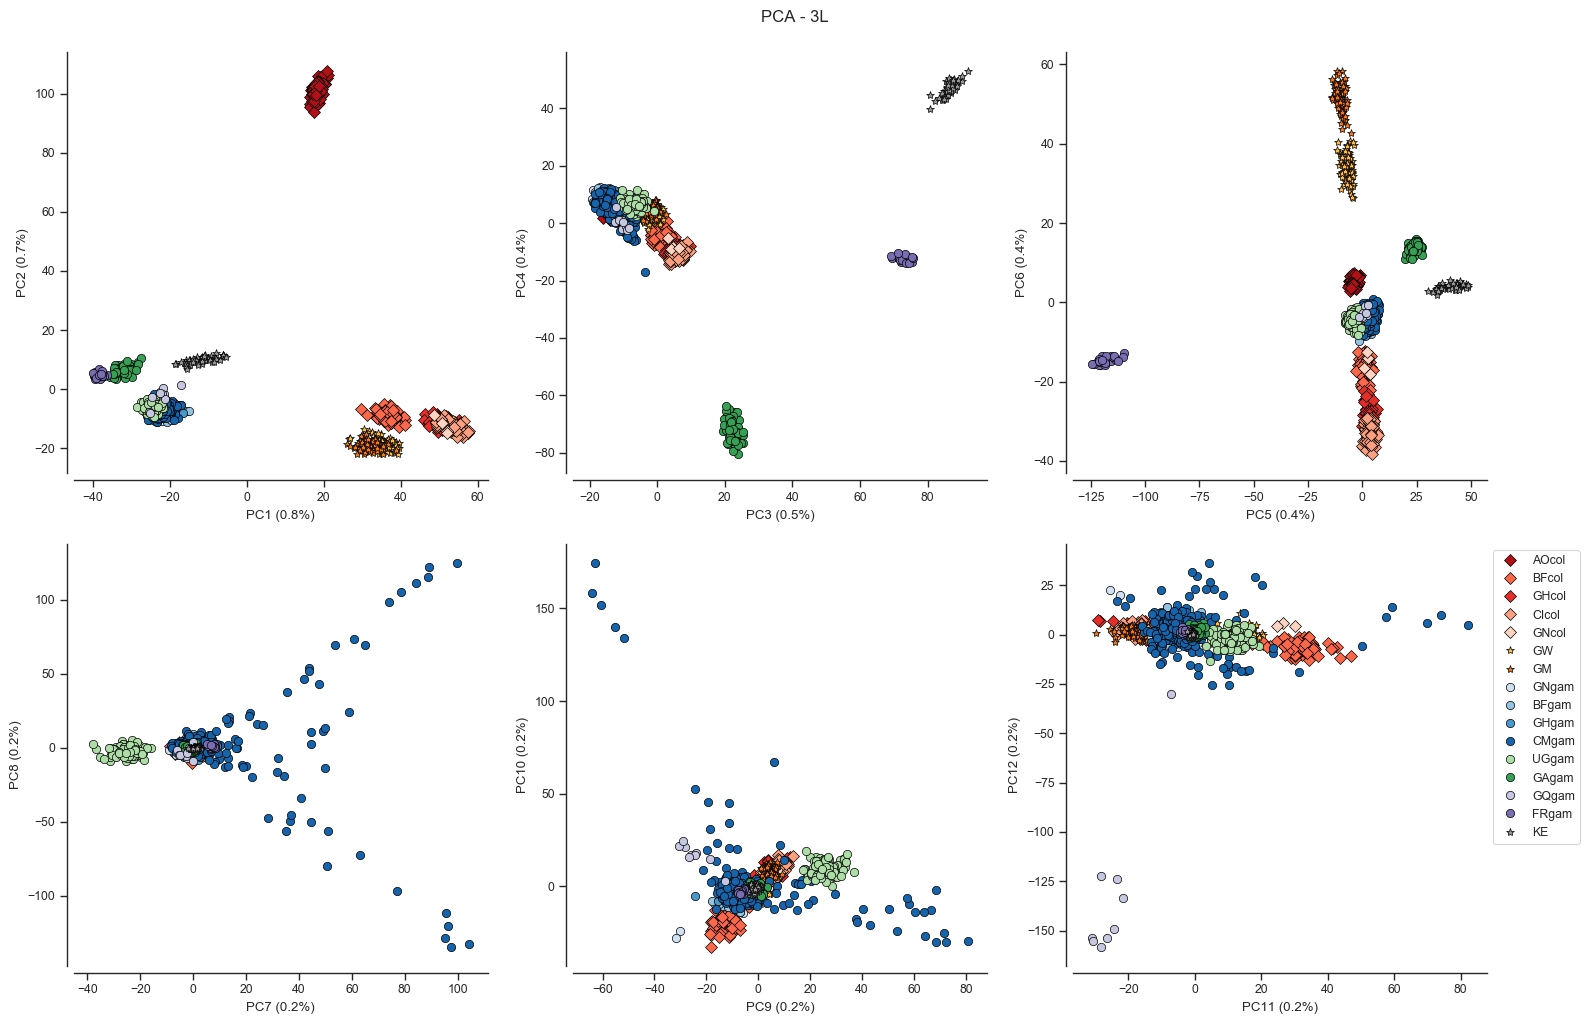 PCA - 3L
100
80
60
40
20
0
−20
PC2 (0.7%)
−40
−20
0
20
40
60
PC1 (0.8%)
40
20
0
−20
−40
−60
−80
PC4 (0.4%)
−20
0
20
40
60
80
PC3 (0.5%)
60
40
20
0
−20
−40
PC6 (0.4%)
−125
−100
−75
−50
−25
0
25
50
PC5 (0.4%)
100
50
0
−50
−100
PC8 (0.2%)
−40
−20
0
20
40
60
80
100
PC7 (0.2%)
150
100
50
0
PC10 (0.2%)
−60
−40
−20
0
20
40
60
80
PC9 (0.2%)
25
0
−25
−50
−75
−100
−125
−150
PC12 (0.2%)
−20
0
20
40
60
80
PC11 (0.2%)
AOcol
BFcol
GHcol
CIcol
GNcol
GW
GM
GNgam
BFgam
GHgam
CMgam
UGgam
GAgam
GQgam
FRgam
KE